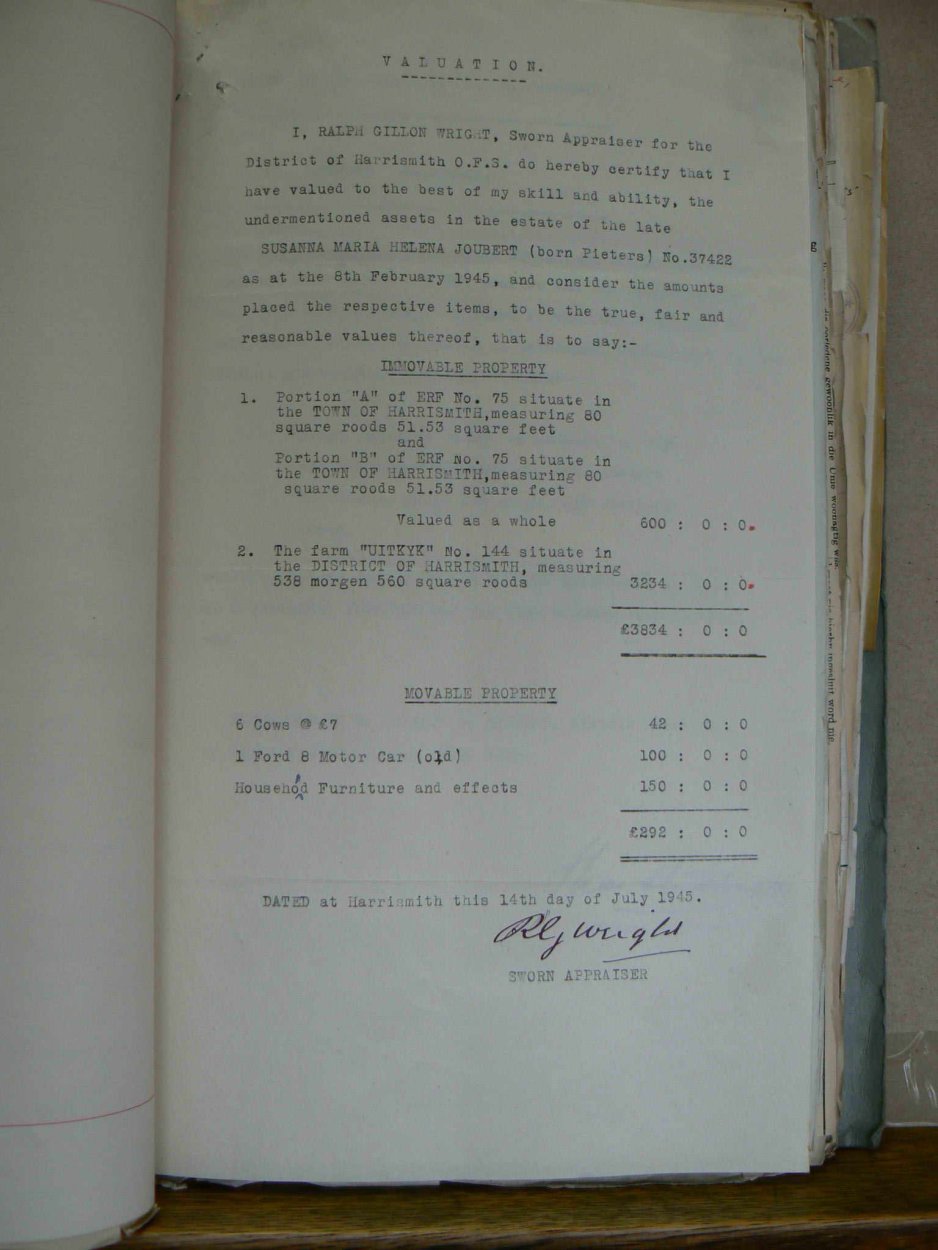 VALUATION.
I, RALPH GILLON WRIGHT, Sworn Appraiser for the
District of Harrismith O.F.S. do hereby certify that I
have valued to the best of my skill and ability, the
undermentioned assets in the estate of the late
SUSANNA MARIA HELENA JOUBERT (born Pieters) No.37422
as at the 8th February 1945, and consider the amounts
placed the respective items, to be the true, fair and
reasonable values thereof, that is to say:-
IMMOVABLE PROPERTY
1. Portion "A" of ERF No. 75 situate in
the TOWN OF HARRISMITH,measuring 80
square roods 51.53 square feet
and
Portion "B" of ERF No. 75 situate in
the TOWN OF HARRISMITH,measuring 80
square roods 51.53 square feet
Valued as a whole 600 : 0 : 0.
2. The farm "UITKYK" No. 144 situate in
the DISTRICT OF HARRISMITH, measuring
538 morgen 560 square roods 3234 : 0 : 0.
£3834 : 0 : 0
MOVABLE PROPERTY
6 Cows @ £7 42 : 0 : 0
1 Ford 8 Motor Car (old) 100 : 0 : 0
Household Furniture and effects 150 : 0 : 0
£292 : 0 : 0
DATED at Harrismith this 14th day of July 1945.
RG Wright
SWORN APPRAISER